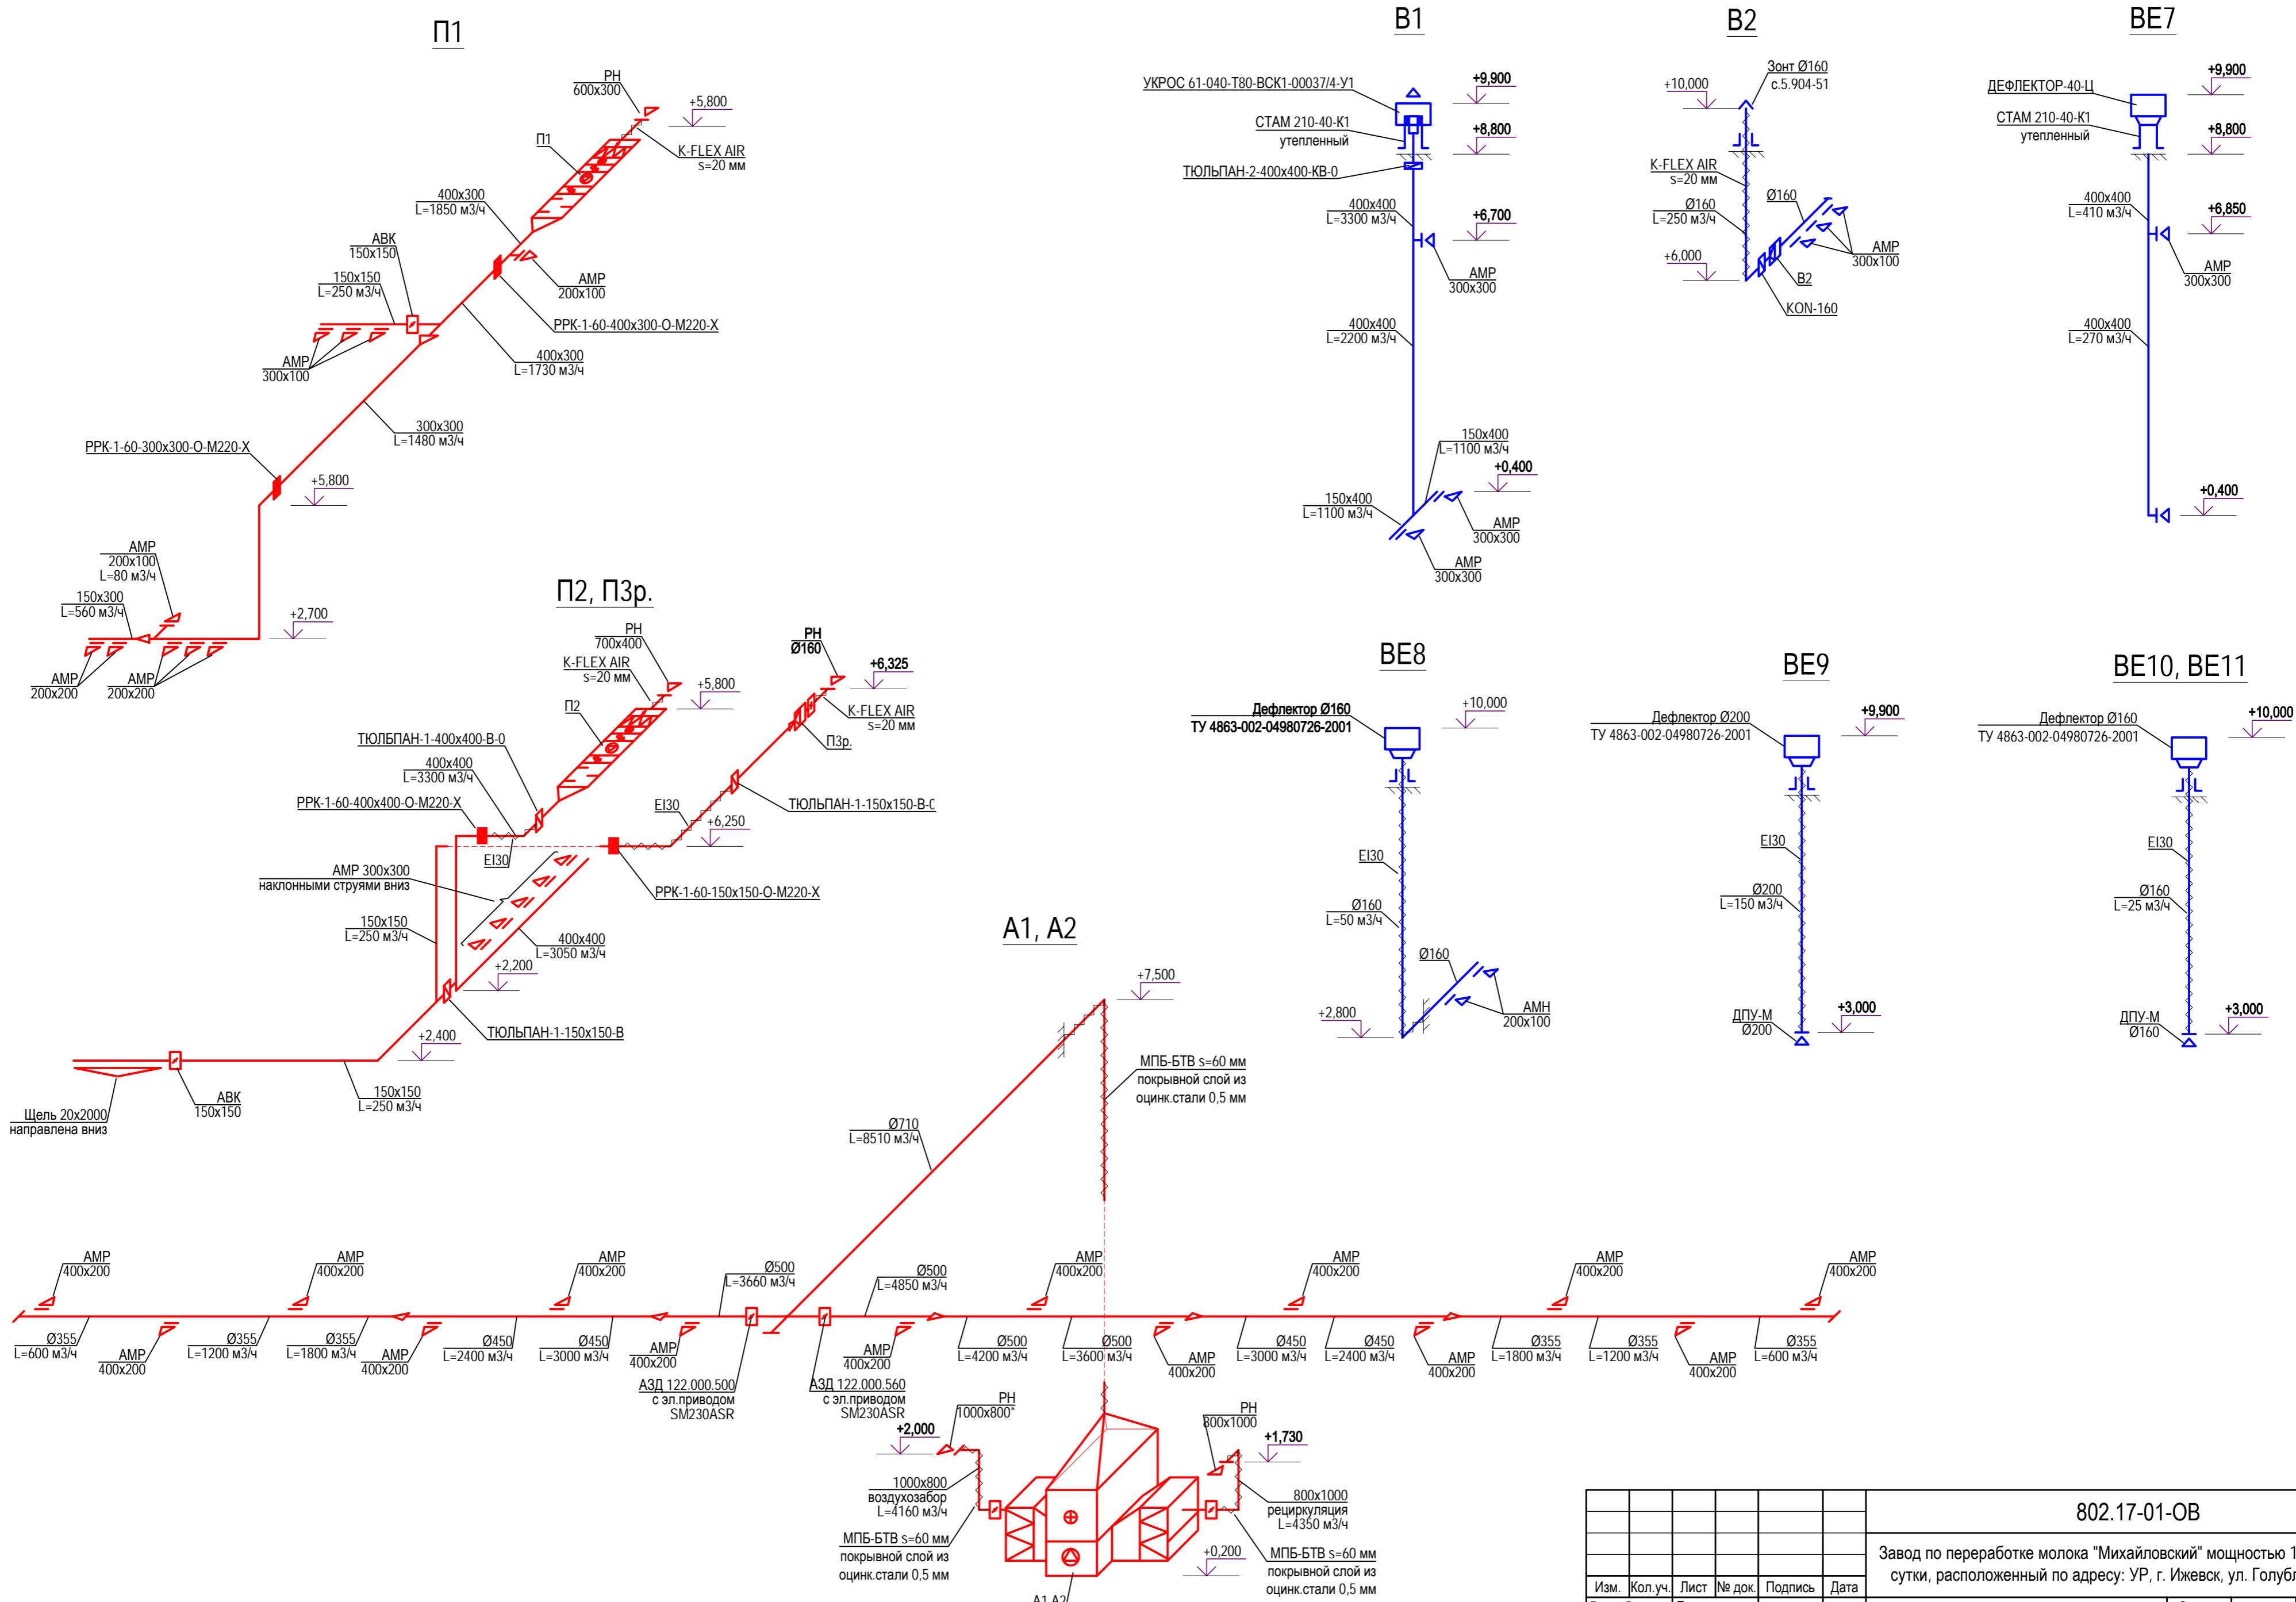 П1
РН
600х300
+5,800
П1
K-FLEX AIR
s=20 мм
400х300
L=1850 м3/ч
АВК
150х150
150х150
L=250 м3/ч
АМР
200х100
РРК-1-60-400х300-О-М220-Х
АМР
300х100
400х300
L=1730 м3/ч
300х300
L=1480 м3/ч
РРК-1-60-300х300-О-М220-Х
+5,800
АМР
200х100
L=80 м3/ч
150х300
L=560 м3/ч
+2,700
АМР
200х200
АМР
200х200
В1
УКРОС 61-040-Т80-ВСК1-00037/4-У1
+9,900
СТАМ 210-40-К1
утепленный
+8,800
ТЮЛЬПАН-2-400х400-КВ-0
400х400
L=3300 м3/ч
+6,700
АМР
300х300
400х400
L=2200 м3/ч
150х400
L=1100 м3/ч
+0,400
150х400
L=1100 м3/ч
АМР
300х300
АМР
300х300
В2
Зонт Ø160
с.5.904-51
+10,000
K-FLEX AIR
s=20 мм
Ø160
L=250 м3/ч
Ø160
+6,000
АМР
300х100
В2
KON-160
ВЕ7
+9,900
ДЕФЛЕКТОР-40-Ц
СТАМ 210-40-К1
утепленный
+8,800
400х400
L=410 м3/ч
+6,850
АМР
300х300
400х400
L=270 м3/ч
+0,400
П2, П3р.
РН
700х400
K-FLEX AIR
s=20 мм
+5,800
П2
РН
Ø160
+6,325
K-FLEX AIR
s=20 мм
П3р.
ТЮЛБПАН-1-400х400-В-0
400х400
L=3300 м3/ч
РРК-1-60-400х400-О-М220-Х
EI30
ТЮЛЬПАН-1-150х150-В-0
EI30
+6,250
АМР 300х300
наклонными струями вниз
РРК-1-60-150х150-О-М220-Х
150х150
L=250 м3/ч
400х400
L=3050 м3/ч
+2,200
ТЮЛЬПАН-1-150х150-В
+2,400
Щель 20х2000
направлена вниз
АВК
150х150
150х150
L=250 м3/ч
ВЕ8
+10,000
Дефлектор Ø160
ТУ 4863-002-04980726-2001
EI30
Ø160
L=50 м3/ч
Ø160
+2,800
АМН
200х100
ВЕ9
+9,900
Дефлектор Ø200
ТУ 4863-002-04980726-2001
EI30
Ø200
L=150 м3/ч
+3,000
ДПУ-М
Ø200
ВЕ10, ВЕ11
+10,000
Дефлектор Ø160
ТУ 4863-002-04980726-2001
EI30
Ø160
L=25 м3/ч
+3,000
ДПУ-М
Ø160
А1, А2
+7,500
МПБ-БТВ s=60 мм
покрывной слой из
оцинк.стали 0,5 мм
Ø710
L=8510 м3/ч
АМР
400х200
АМР
400х200
АМР
400х200
Ø500
L=3660 м3/ч
Ø500
L=4850 м3/ч
АМР
400х200
АМР
400х200
АМР
400х200
АМР
400х200
Ø355
L=600 м3/ч
АМР
400х200
Ø355
L=1200 м3/ч
Ø355
L=1800 м3/ч
АМР
400х200
Ø450
L=2400 м3/ч
Ø450
L=3000 м3/ч
АМР
400х200
АМР
400х200
Ø500
L=4200 м3/ч
Ø500
L=3600 м3/ч
АМР
400х200
Ø450
L=3000 м3/ч
Ø450
L=2400 м3/ч
АМР
400х200
Ø355
L=1800 м3/ч
Ø355
L=1200 м3/ч
АМР
400х200
Ø355
L=600 м3/ч
АЗД 122.000.500
с эл.приводом
SM230ASR
АЗД 122.000.560
с эл.приводом
SM230ASR
РН
1000х800*
+2,000
РН
800х1000
+1,730
1000х800
воздухозабор
L=4160 м3/ч
800х1000
рециркуляция
L=4350 м3/ч
МПБ-БТВ s=60 мм
покрывной слой из
оцинк.стали 0,5 мм
+0,200
МПБ-БТВ s=60 мм
покрывной слой из
оцинк.стали 0,5 мм
А1,А2
802.17-01-ОВ
Завод по переработке молока "Михайловский" мощностью 1
сутки, расположенный по адресу: УР, г. Ижевск, ул. Голубл
Изм. Кол.уч. Лист № док. Подпись Дата